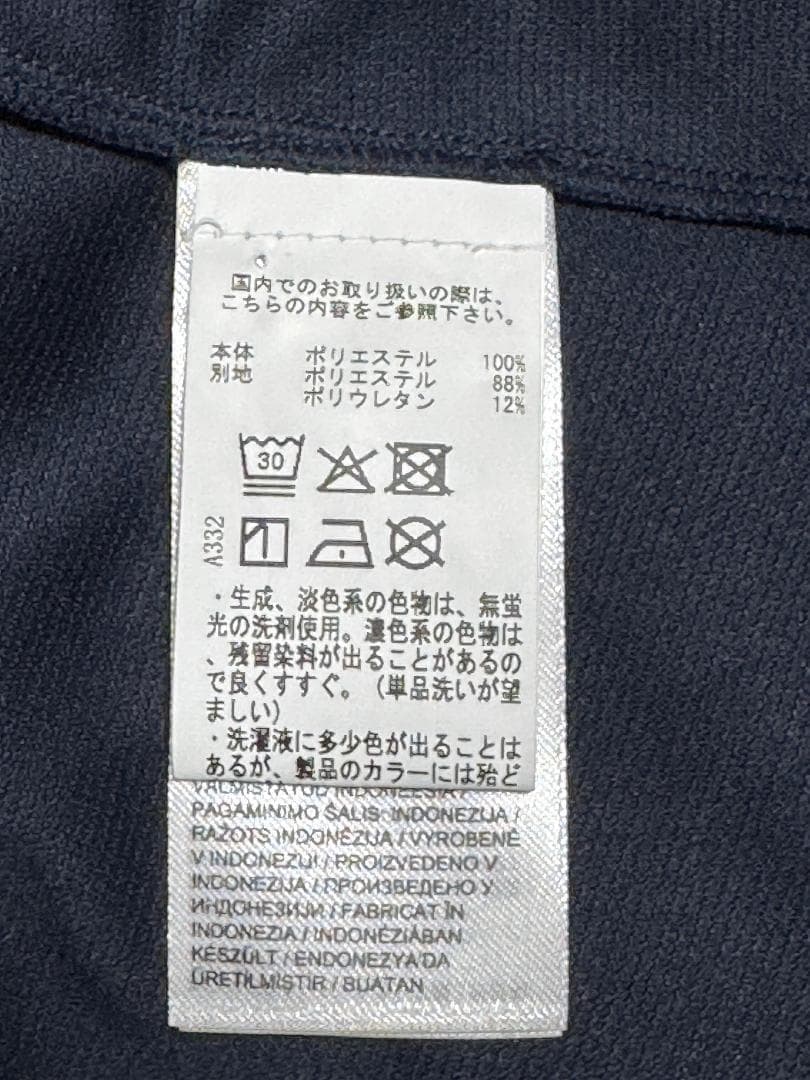 国内でのお取り扱いの際は、
こちらの内容をご参照下さい。
本体 ポリエステル 100%
別地 ポリエステル 88%
ポリウレタン 12%
30
A332
・生成、淡色系の色物は、無蛍
光の洗剤使用。濃色系の色物は
、残留染料が出ることがあるの
で良くすすぐ。（単品洗いが望
ましい）
・洗濯液に多少色が出ることは
あるが、製品のカラーには殆ど
VALMISTATUD INDONEESIAS /
PAGAMINIMO ŠALIS: INDONEZIJA /
RAŽOTS INDONĒZIJĀ / VYROBENÉ
V INDONÉZII / PROIZVEDENO V
INDONEZIJA / ПРОИЗВЕДЕНО У
ИНДОНЕЗИЈИ / FABRICAT ÎN
INDONEZIA / INDONÉZIÁBAN
KÉSZÜLT / ENDONEZYA'DA
ÜRETİLMİŞTİR / BUATAN